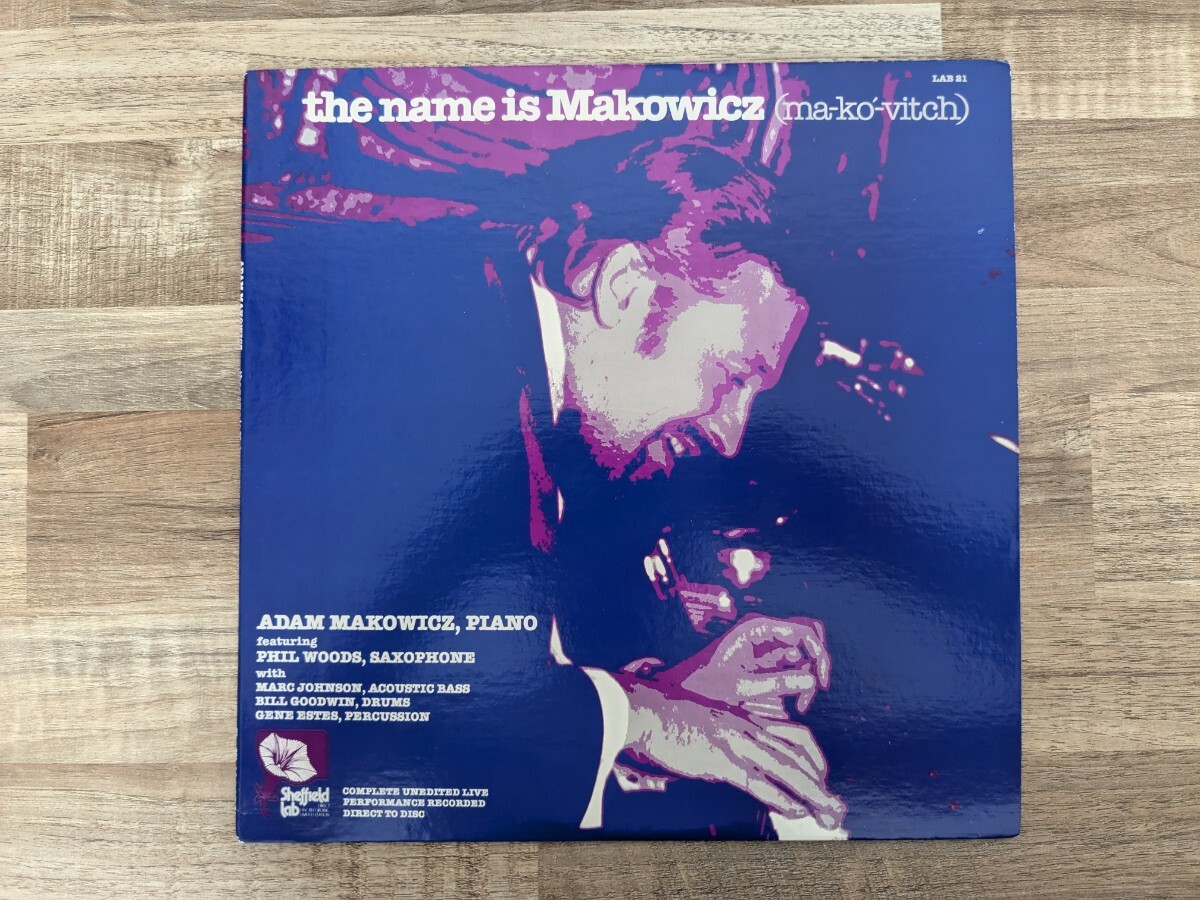 LAB 21
the name is Makowicz (ma-kó-vitch)
ADAM MAKOWICZ, PIANO
featuring
PHIL WOODS, SAXOPHONE
with
MARC JOHNSON, ACOUSTIC BASS
BILL GOODWIN, DRUMS
GENE ESTES, PERCUSSION
Sheffield
Lab
COMPLETE UNEDITED LIVE
PERFORMANCE RECORDED
DIRECT TO DISC